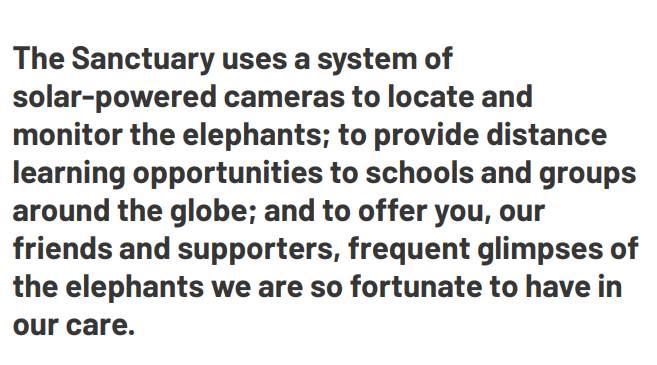 The Sanctuary uses a system of
solar-powered cameras to locate and
monitor the elephants; to provide distance
learning opportunities to schools and groups
around the globe; and to offer you, our
friends and supporters, frequent glimpses of
the elephants we are so fortunate to have in
our care.